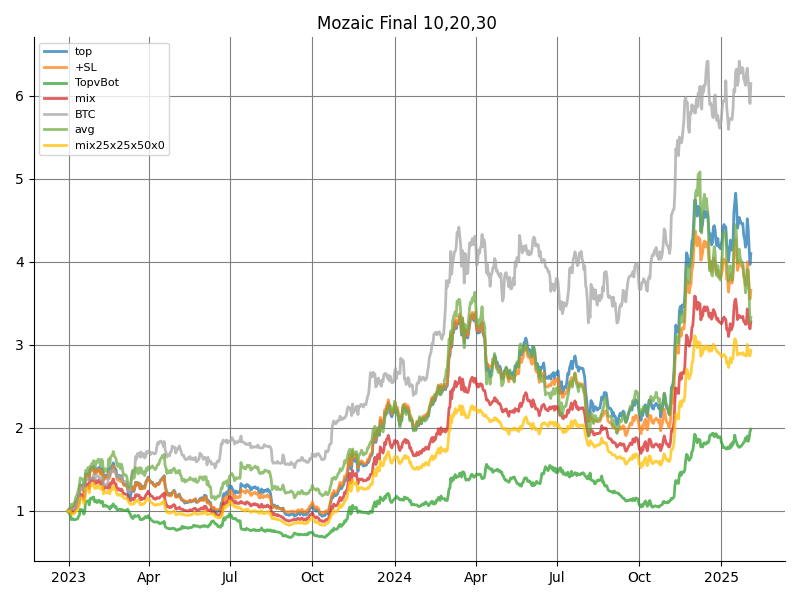 Mozaic Final 10,20,30
top
+SL
TopvBot
mix
BTC
avg
mix25x25x50x0
6
5
4
3
2
1
2023 Apr Jul Oct 2024 Apr Jul Oct 2025